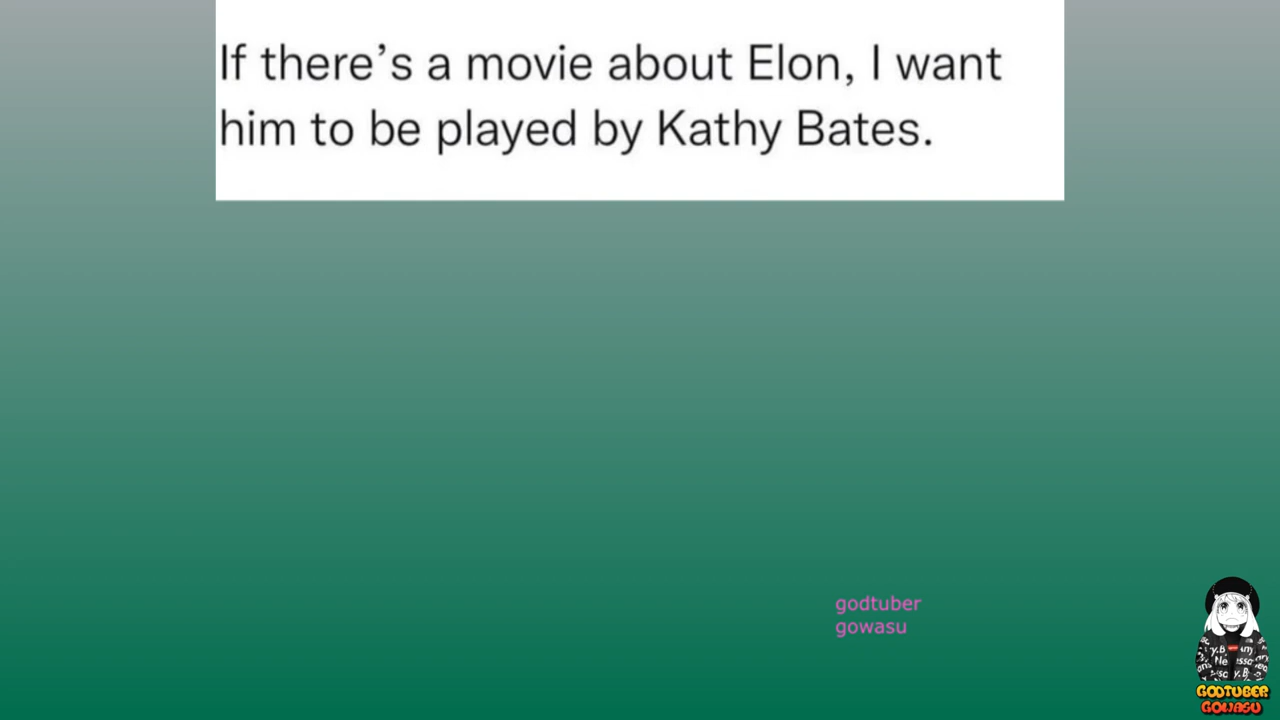 If there’s a movie about Elon, I want
him to be played by Kathy Bates.
godtuber
gowasu
GODTUBER
GOWASU